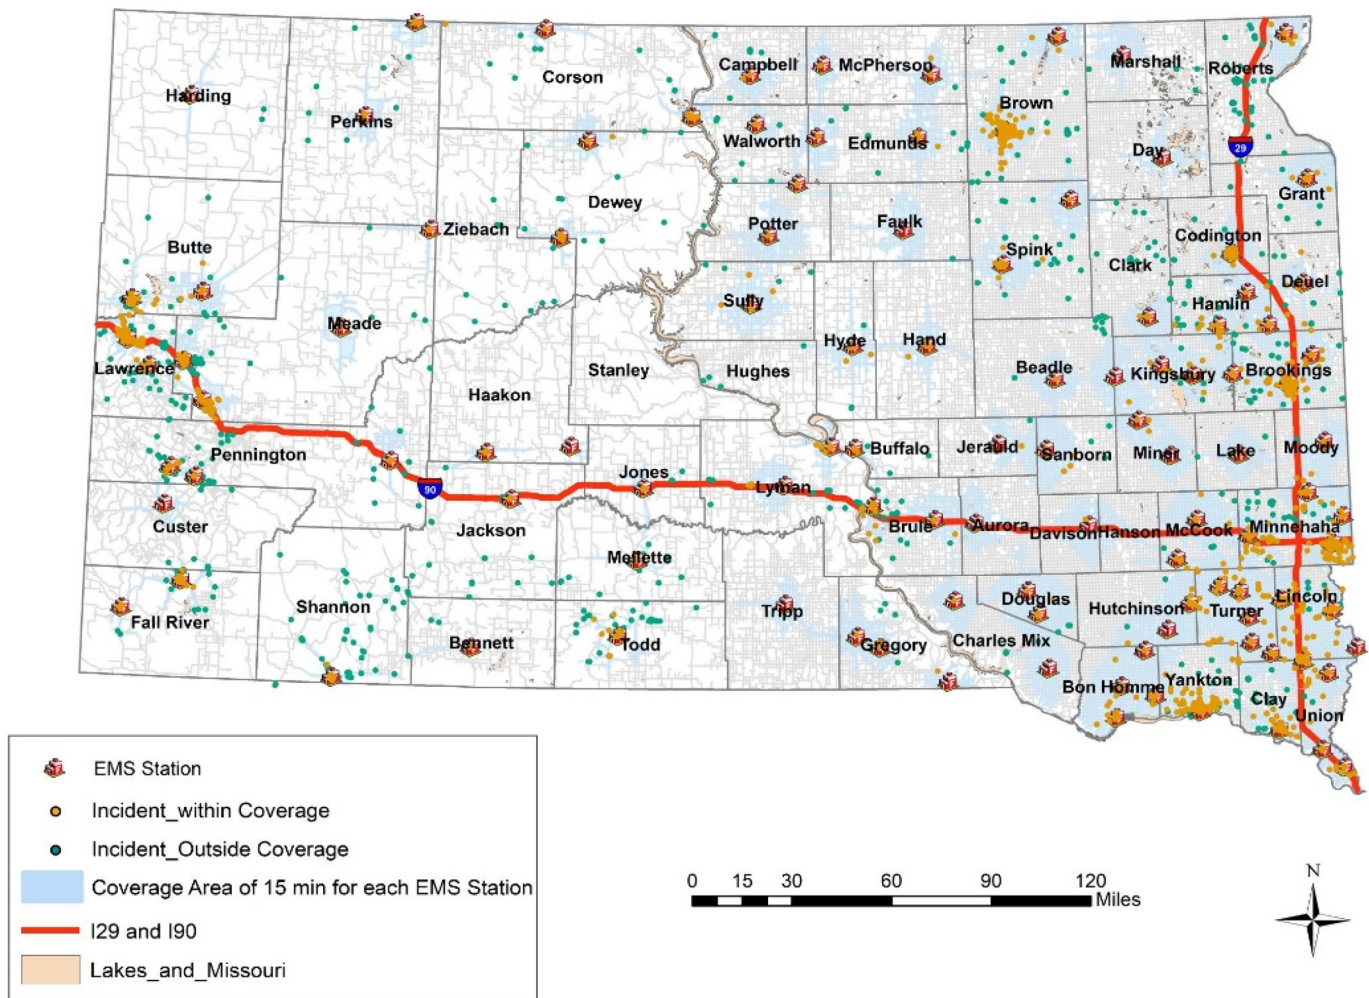 Campbell
McPherson
Marshall
Roberts
Corson
Harding
Perkins
Brown
Walworth
Edmunds
Day
29
Grant
Dewey
Ziebach
Potter
Faulk
Butte
Spink
Codington
Clark
Deuel
Hamlin
Sully
Meade
Hyde
Hand
Lawrence
Stanley
Hughes
Beadle
Kingsbury
Brookings
Haakon
Pennington
Buffalo
Jerauld
Sanborn
Miner
Lake
Moody
Jones
Lyman
90
Custer
Jackson
Brule
Aurora
Davison
Hanson
McCook
Minnehaha
Mellette
Shannon
Fall River
Tripp
Douglas
Hutchinson
Turner
Lincoln
Bennett
Todd
Gregory
Charles Mix
Bon Homme
Yankton
Clay
Union
EMS Station
Incident_within Coverage
Incident_Outside Coverage
Coverage Area of 15 min for each EMS Station
I29 and I90
Lakes_and_Missouri
0 15 30 60 90 120
Miles
N